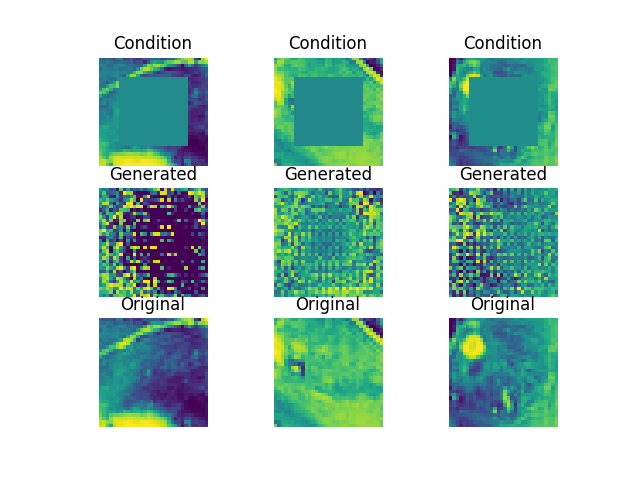 Condition Condition Condition
Generated Generated Generated
Original Original Original